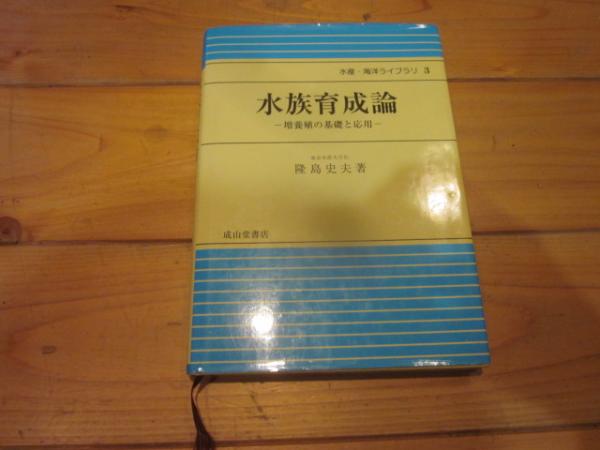 水産・海洋ライブラリ 3
水族育成論
－増養殖の基礎と応用－
隆島史夫著
成山堂書店